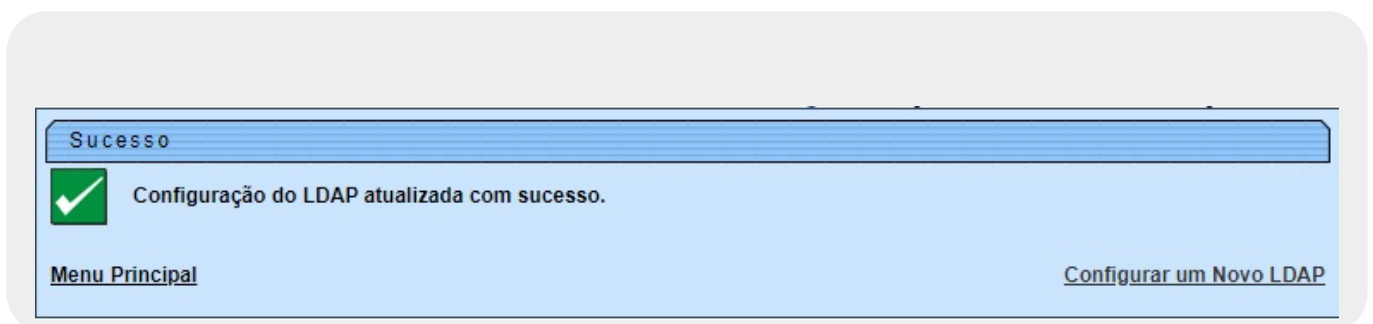 Sucesso
Configuração do LDAP atualizada com sucesso.
Menu Principal
Configurar um Novo LDAP